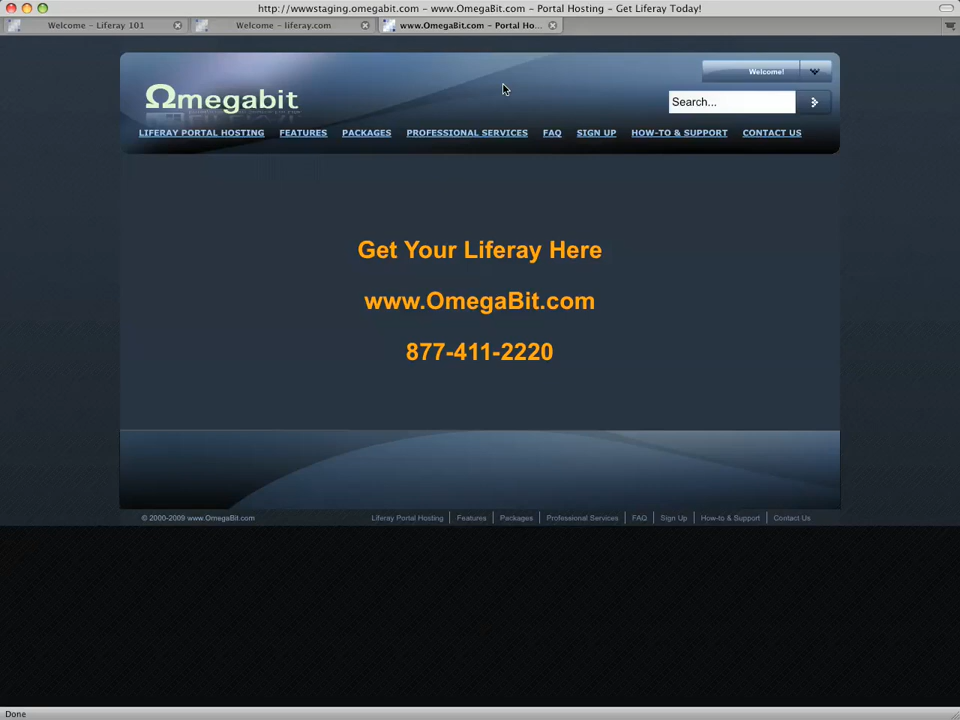 http://wwwstaging.omegabit.com – www.OmegaBit.com – Portal Hosting – Get Liferay Today!
Welcome – Liferay 101
Welcome – liferay.com
www.OmegaBit.com – Portal Ho...
Welcome!
Ωmegabit
Search...
LIFERAY PORTAL HOSTING FEATURES PACKAGES PROFESSIONAL SERVICES FAQ SIGN UP HOW-TO & SUPPORT CONTACT US
Get Your Liferay Here
www.OmegaBit.com
877-411-2220
© 2000-2009 www.OmegaBit.com
Liferay Portal Hosting Features Packages Professional Services FAQ Sign Up How-to & Support Contact Us
Done